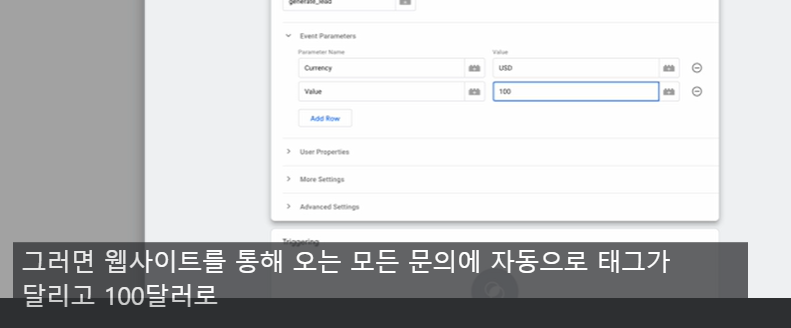 generate_lead
Event Parameters
Parameter Name Value
Currency USD
Value 100
Add Row
User Properties
More Settings
Advanced Settings
Triggering
그러면 웹사이트를 통해 오는 모든 문의에 자동으로 태그가
달리고 100달러로